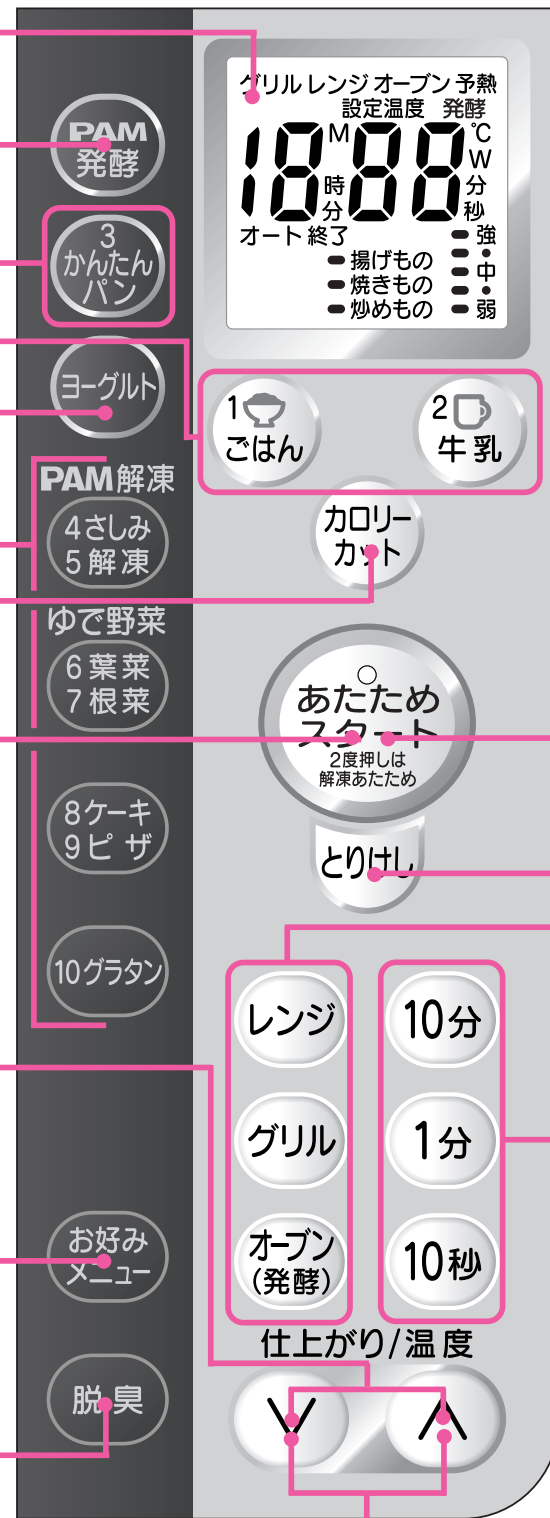 グリル レンジ オーブン 予熱
設定温度 発酵
18 M 88 ℃
W
時 分
分 秒
オート 終了
強
揚げもの
中
焼きもの
炒めもの 弱
PAM
発酵
3
かんたん
パン
ヨーグルト
1 2
ごはん 牛乳
PAM解凍
4さしみ
5解凍
カロリー
カット
ゆで野菜
6葉菜
7根菜
あたため
スタート
2度押しは
解凍あたため
8ケーキ
9ピザ
とりけし
10グラタン
レンジ 10分
グリル 1分
お好み
メニュー
オーブン
(発酵)
10秒
仕上がり/温度
脱臭
∨ ∧